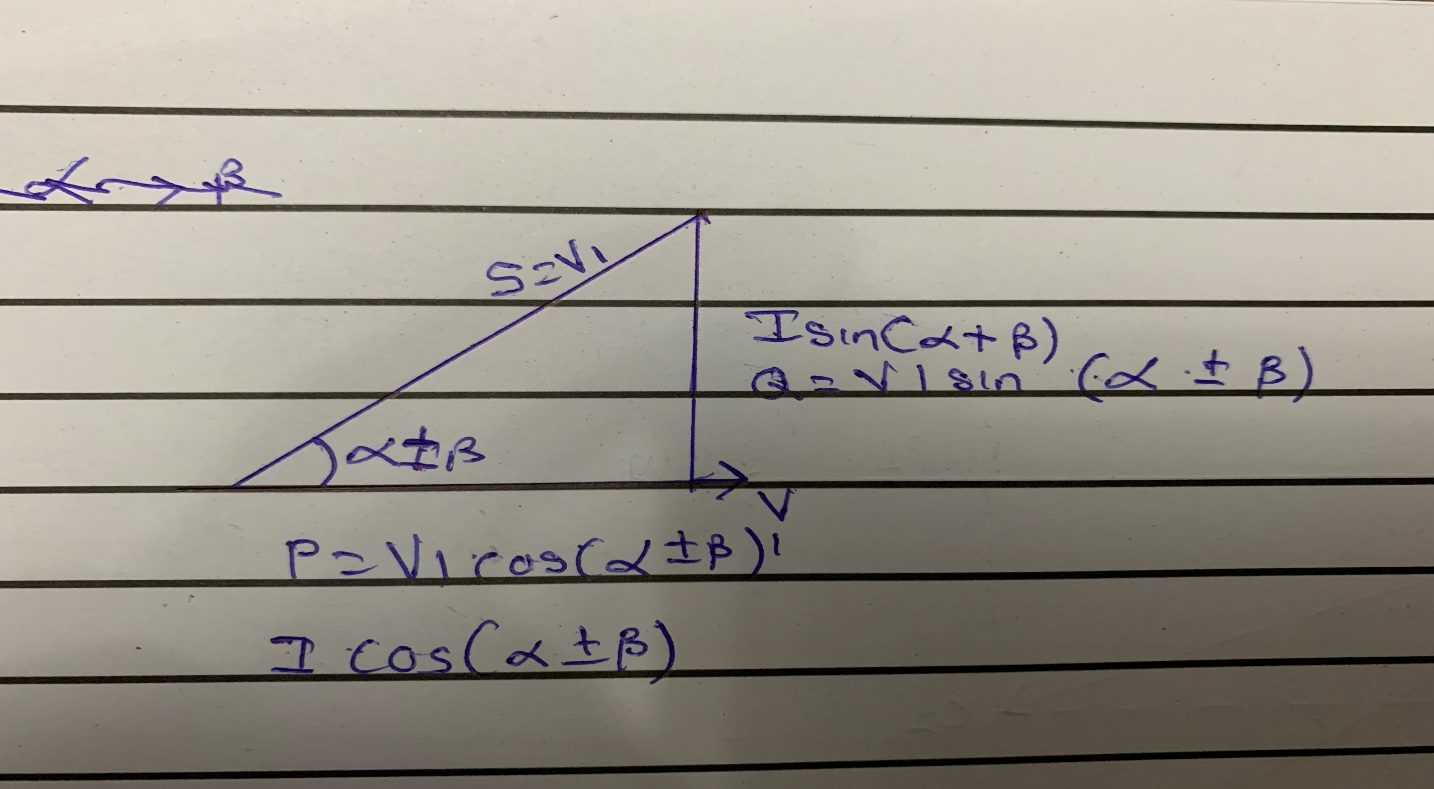 α → β
S=VI
I sin(α+β)
Q = VI sin (α ± β)
α±β
V
P=VI cos(α±β)
I cos(α±β)